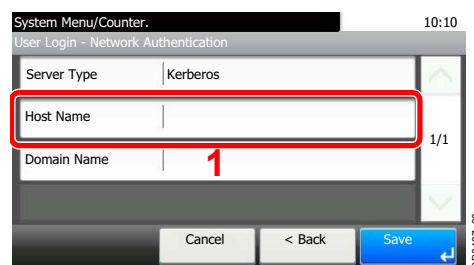 System Menu/Counter. 10:10
User Login - Network Authentication
Server Type Kerberos
Host Name
1/1
Domain Name 1
Cancel < Back Save